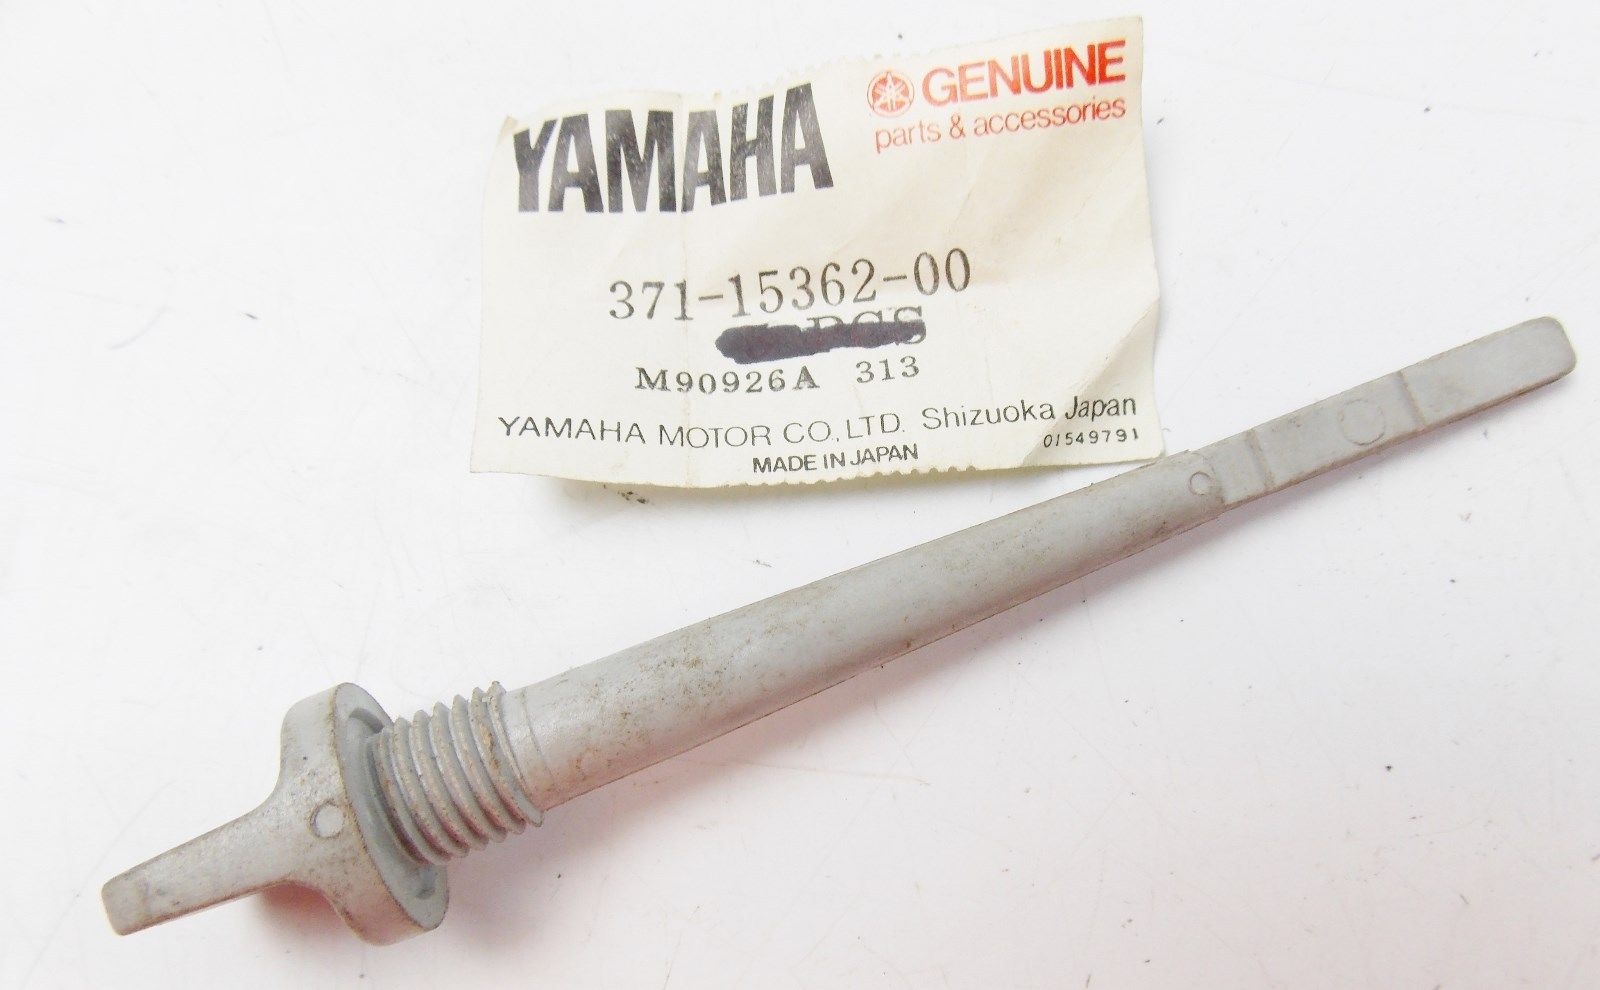 YAMAHA
GENUINE
parts & accessories
371-15362-00
PCS
M90926A 313
YAMAHA MOTOR CO., LTD. Shizuoka Japan
01549791
MADE IN JAPAN